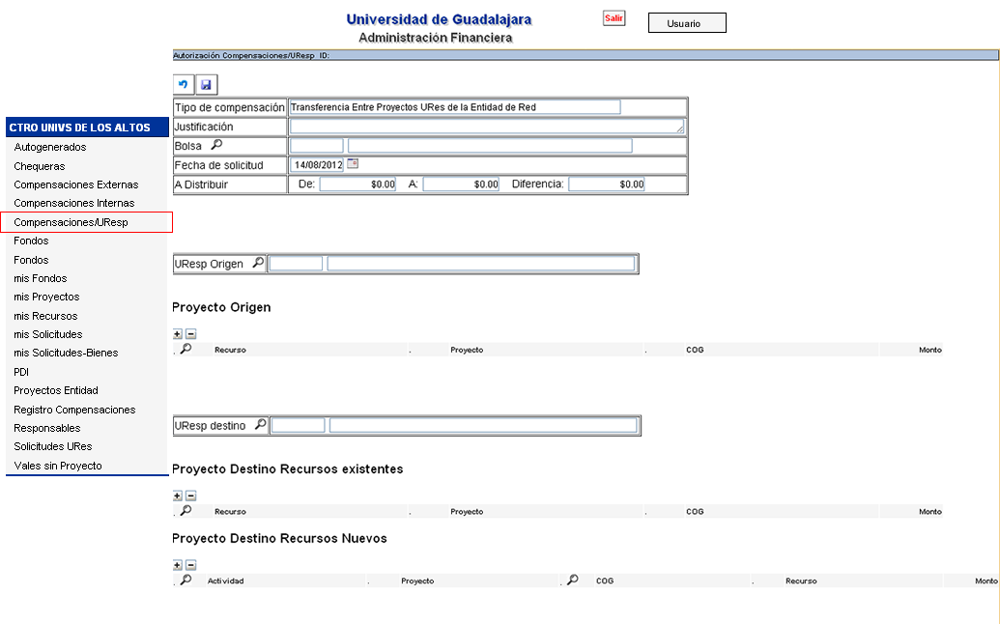 Universidad de Guadalajara
Administración Financiera
Salir
Usuario
Autorización Compensaciones/UResp ID:
CTRO UNIVS DE LOS ALTOS
Autogenerados
Chequeras
Compensaciones Externas
Compensaciones Internas
Compensaciones/UResp
Fondos
Fondos
mis Fondos
mis Proyectos
mis Recursos
mis Solicitudes
mis Solicitudes-Bienes
PDI
Proyectos Entidad
Registro Compensaciones
Responsables
Solicitudes URes
Vales sin Proyecto
Tipo de compensación Transferencia Entre Proyectos URes de la Entidad de Red
Justificación
Bolsa
Fecha de solicitud 14/08/2012
A Distribuir De: $0.00 A: $0.00 Diferencia: $0.00
UResp Origen
Proyecto Origen
. Recurso . Proyecto . COG Monto
UResp destino
Proyecto Destino Recursos existentes
. Recurso . Proyecto . COG Monto
Proyecto Destino Recursos Nuevos
. Actividad . Proyecto . COG . Recurso Monto